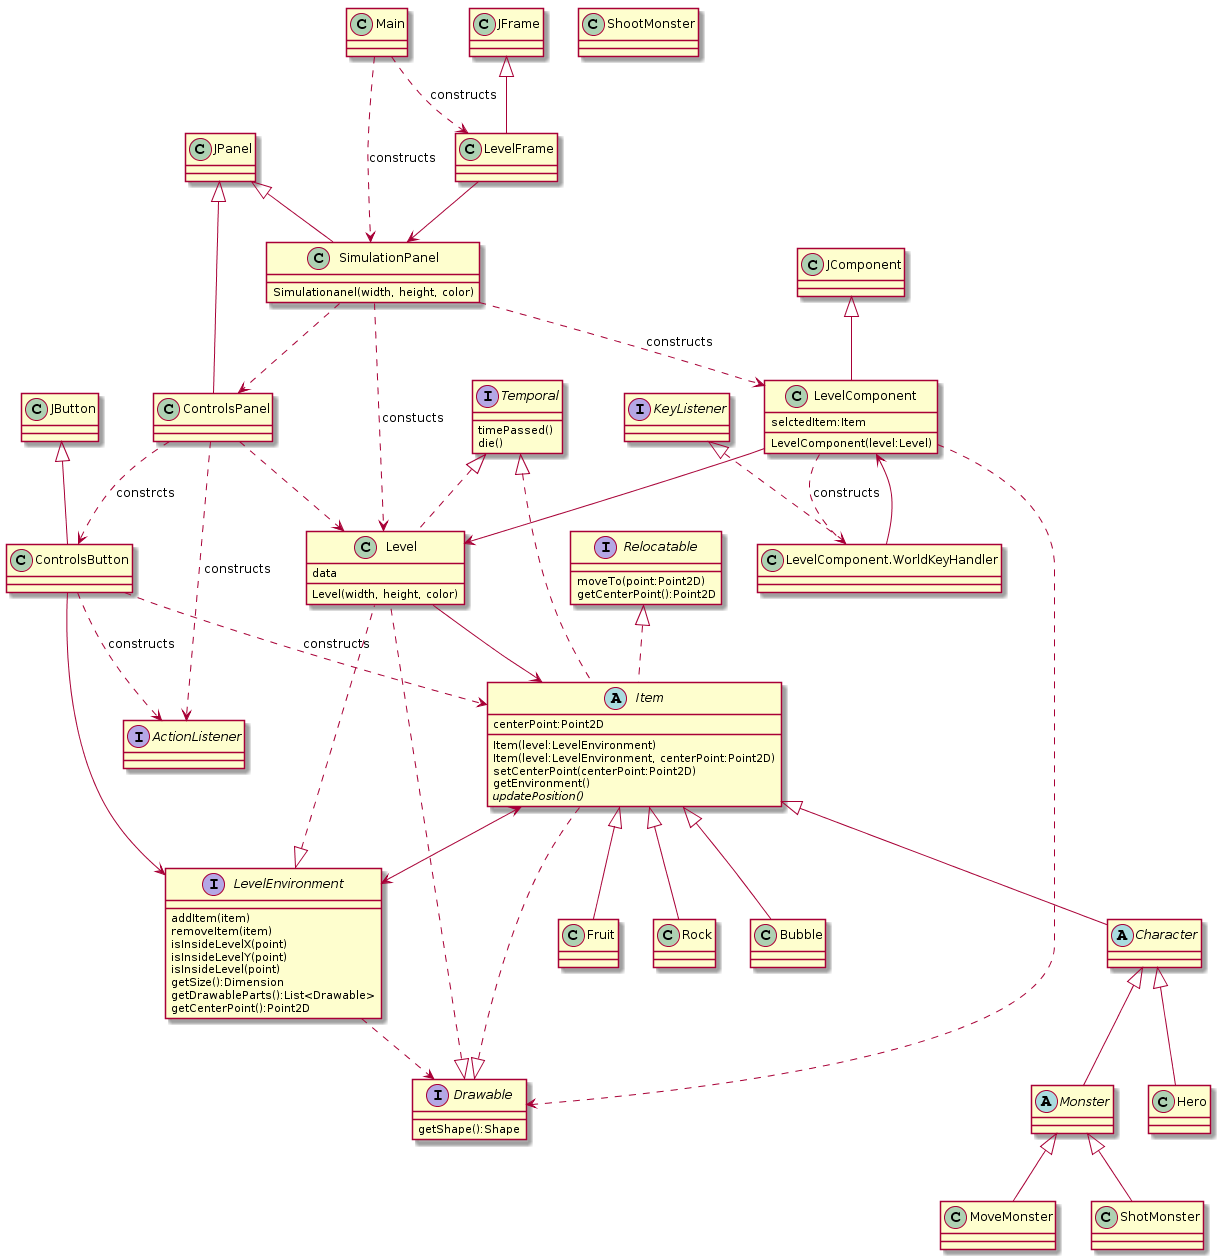 C Main
C JFrame
C ShootMonster
constructs
C JPanel
C LevelFrame
constructs
C SimulationPanel
Simulationanel(width, height, color)
C JComponent
constructs
C JButton
C ControlsPanel
I Temporal
timePassed()
die()
I KeyListener
C LevelComponent
selctedItem:Item
LevelComponent(level:Level)
constucts
constrcts
constructs
C ControlsButton
C Level
data
Level(width, height, color)
I Relocatable
moveTo(point:Point2D)
getCenterPoint():Point2D
C LevelComponent.WorldKeyHandler
constructs
constructs
constructs
I ActionListener
A Item
centerPoint:Point2D
Item(level:LevelEnvironment)
Item(level:LevelEnvironment, centerPoint:Point2D)
setCenterPoint(centerPoint:Point2D)
getEnvironment()
updatePosition()
I LevelEnvironment
addItem(item)
removeItem(item)
isInsideLevelX(point)
isInsideLevelY(point)
isInsideLevel(point)
getSize():Dimension
getDrawableParts():List<Drawable>
getCenterPoint():Point2D
C Fruit
C Rock
C Bubble
A Character
I Drawable
getShape():Shape
A Monster
C Hero
C MoveMonster
C ShotMonster